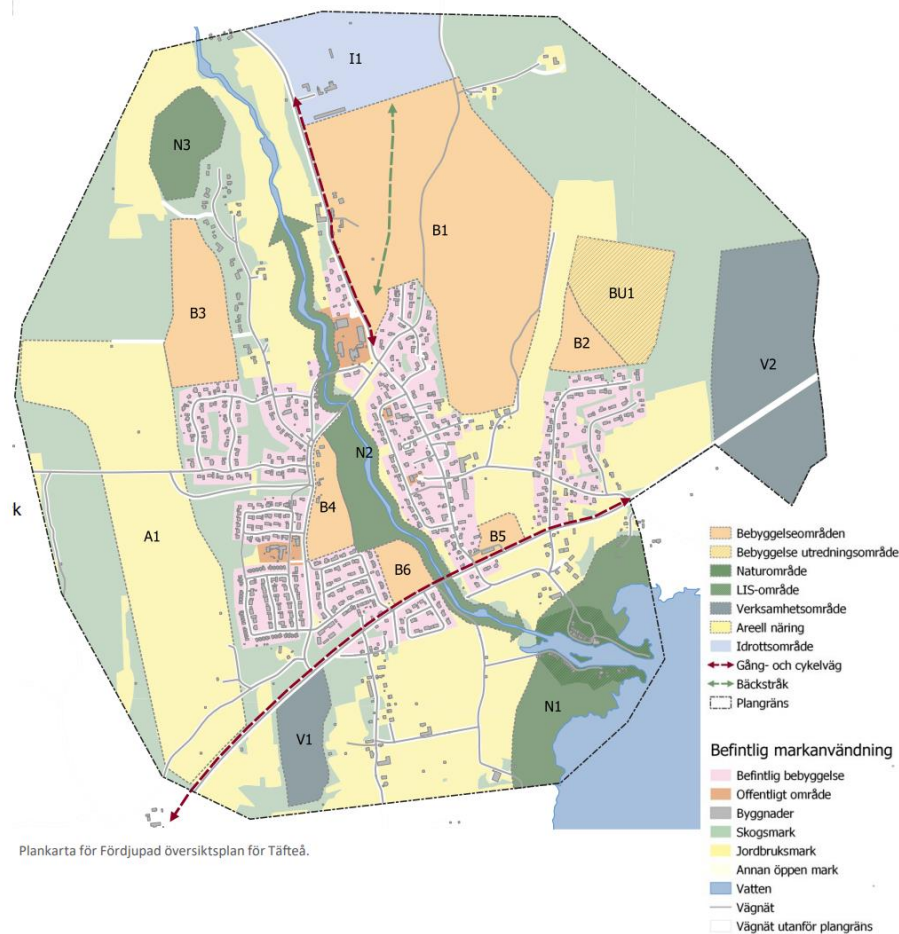 I1
N3
B1
BU1
B3
B2
V2
N2
B4
A1
k
B5
B6
N1
V1
Bebyggelseområden
Bebyggelse utredningsområde
Naturområde
LIS-område
Verksamhetsområde
Areell näring
Idrottsområde
Gång- och cykelväg
Bäckstråk
Plangräns
Befintlig markanvändning
Befintlig bebyggelse
Offentligt område
Byggnader
Skogsmark
Jordbruksmark
Annan öppen mark
Vatten
Vägnät
Vägnät utanför plangräns
Plankarta för Fördjupad översiktsplan för Täfteå.